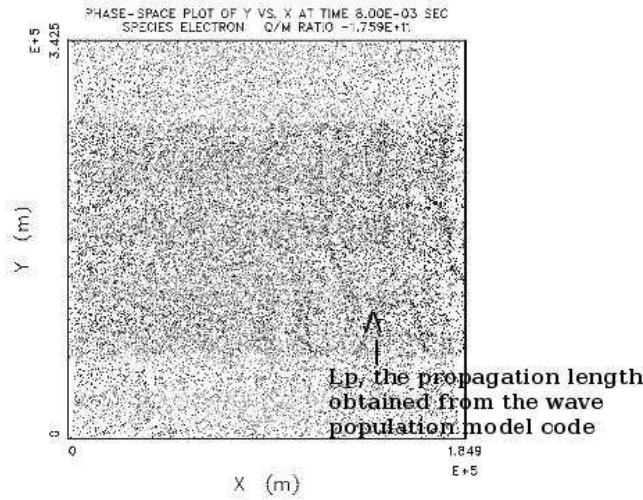 PHASE-SPACE PLOT OF Y VS. X AT TIME 8.00E-03 SEC
SPECIES ELECTRON Q/M RATIO -1.759E+11
E+5
3.425
Y (m)
Lp, the propagation length
obtained from the wave
population model code
0
0
1.849
E+5
X (m)